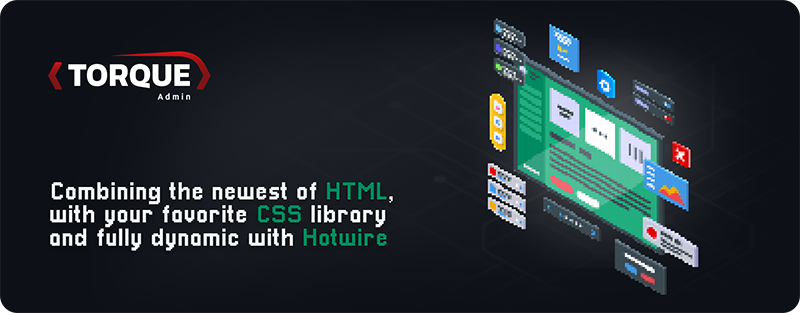 TORQUE
Admin
Combining the newest of HTML,
with your favorite CSS library
and fully dynamic with Hotwire